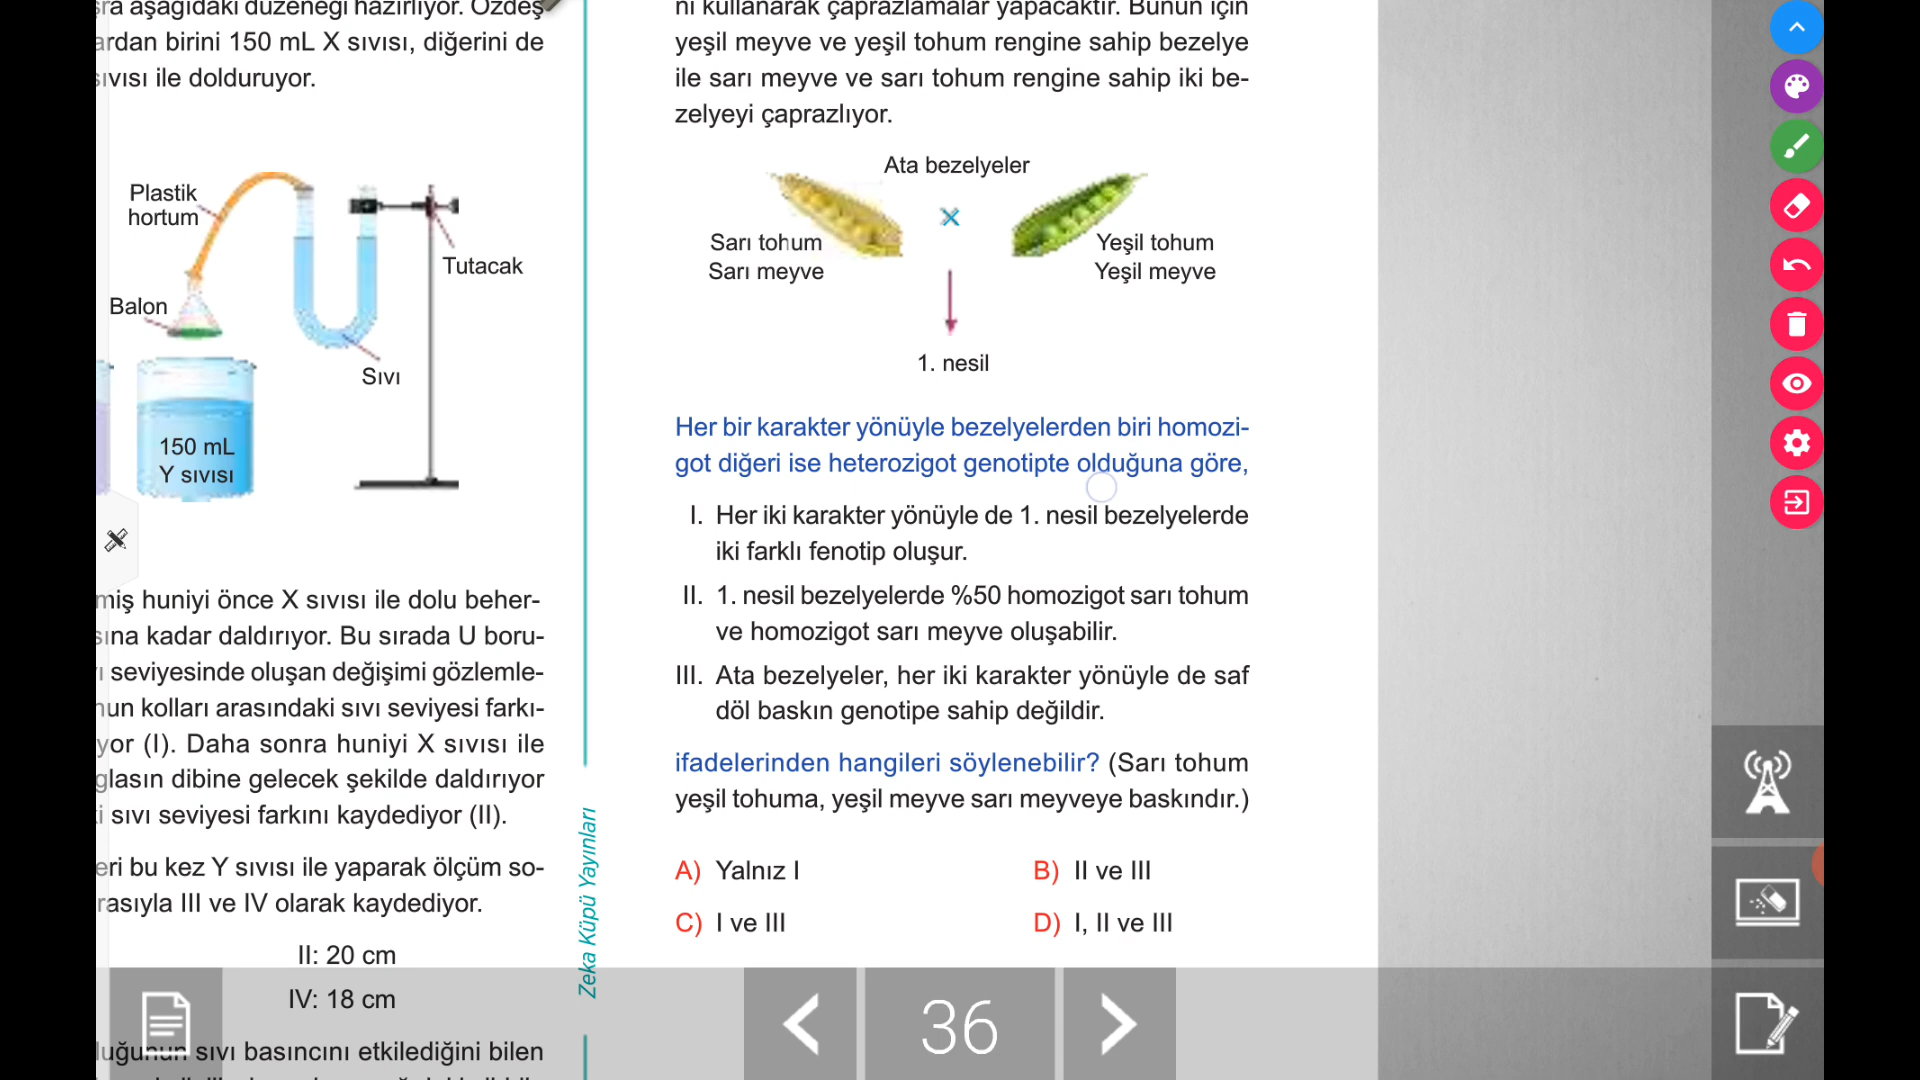 şra aşağıdaki düzeneği hazırlıyor. Özdeş
ardan birini 150 mL X sıvısı, diğerini de
sıvısı ile dolduruyor.
Plastik
hortum
Tutacak
Balon
Sıvı
150 mL
Y sıvısı
miş huniyi önce X sıvısı ile dolu beher-
sına kadar daldırıyor. Bu sırada U boru-
ı seviyesinde oluşan değişimi gözlemle-
nun kolları arasındaki sıvı seviyesi farkı-
yor (I). Daha sonra huniyi X sıvısı ile
glasın dibine gelecek şekilde daldırıyor
ki sıvı seviyesi farkını kaydediyor (II).
eri bu kez Y sıvısı ile yaparak ölçüm so-
rasıyla III ve IV olarak kaydediyor.
II: 20 cm
IV: 18 cm
luğunun sıvı basıncını etkilediğini bilen
Zeka Küpü Yayınları
ni kullanarak çaprazlamalar yapacaktır. Bunun için
yeşil meyve ve yeşil tohum rengine sahip bezelye
ile sarı meyve ve sarı tohum rengine sahip iki be-
zelyeyi çaprazlıyor.
Ata bezelyeler
Sarı tohum
Sarı meyve
Yeşil tohum
Yeşil meyve
1. nesil
Her bir karakter yönüyle bezelyelerden biri homozi-
got diğeri ise heterozigot genotipte olduğuna göre,
I. Her iki karakter yönüyle de 1. nesil bezelyelerde
iki farklı fenotip oluşur.
II. 1. nesil bezelyelerde %50 homozigot sarı tohum
ve homozigot sarı meyve oluşabilir.
III. Ata bezelyeler, her iki karakter yönüyle de saf
döl baskın genotipe sahip değildir.
ifadelerinden hangileri söylenebilir? (Sarı tohum
yeşil tohuma, yeşil meyve sarı meyveye baskındır.)
A) Yalnız I
B) II ve III
C) I ve III
D) I, II ve III
36